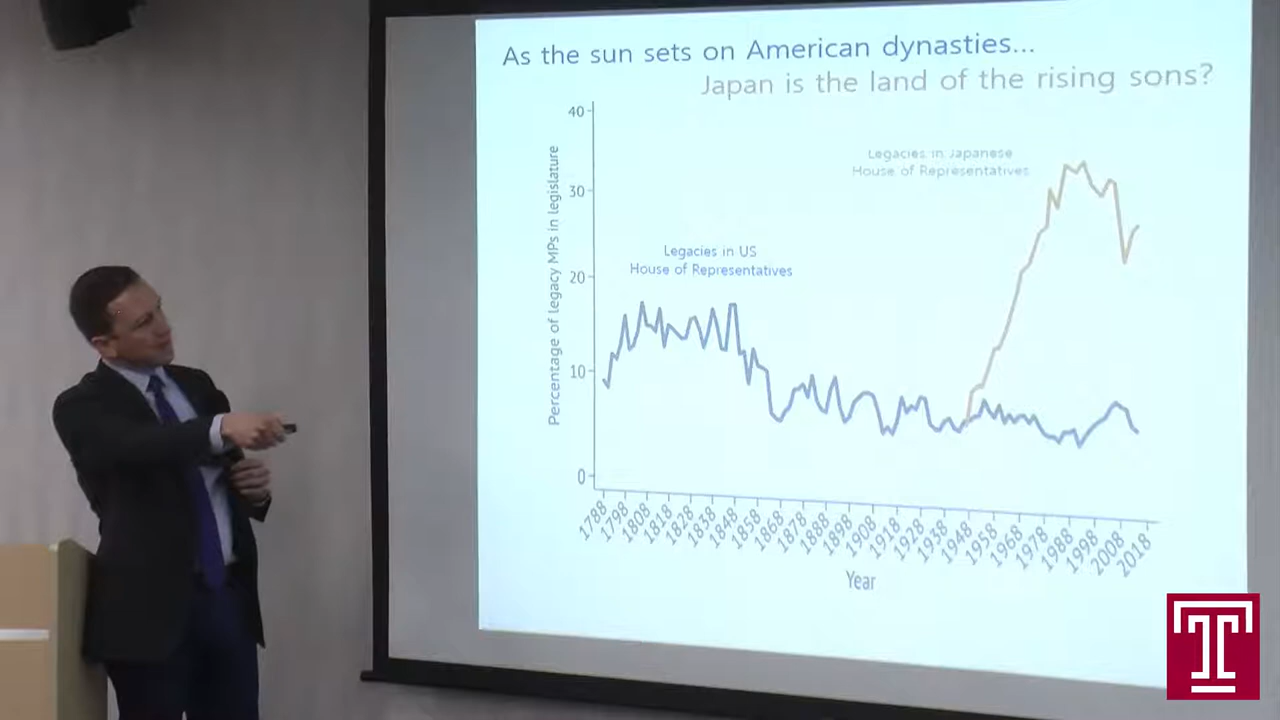 As the sun sets on American dynasties...
Japan is the land of the rising sons?
Percentage of legacy MPs in legislature
40
30
20
10
0
Legacies in Japanese
House of Representatives
Legacies in US
House of Representatives
1788 1798 1808 1818 1828 1838 1848 1858 1868 1878 1888 1898 1908 1918 1928 1938 1948 1958 1968 1978 1988 1998 2008 2018
Year
T